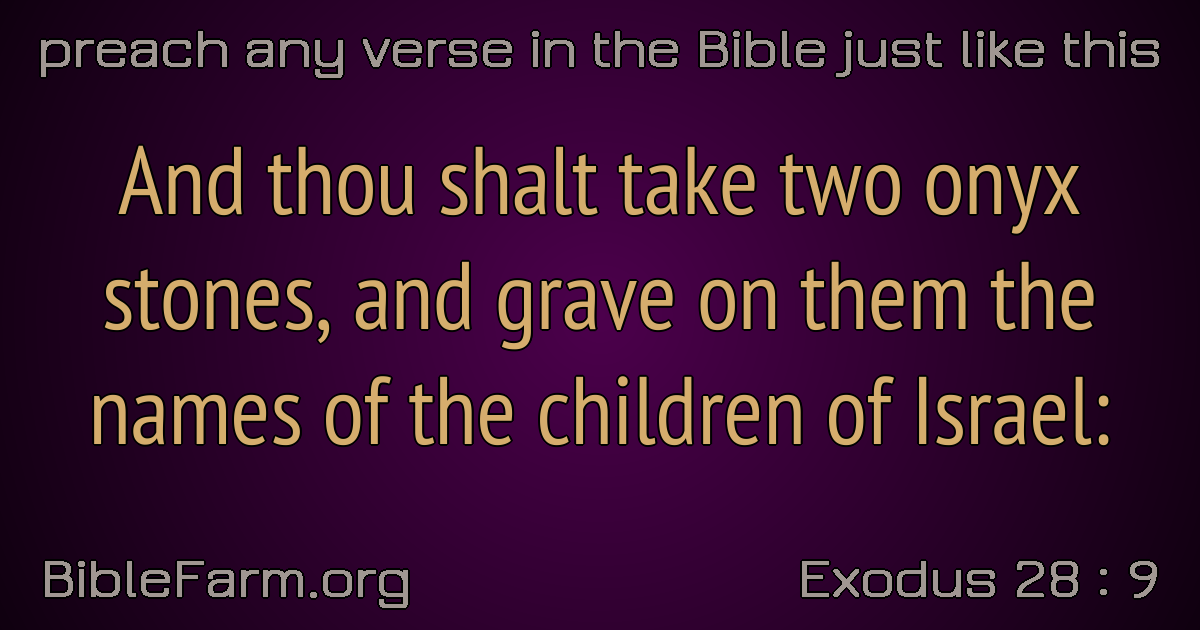 preach any verse in the Bible just like this
And thou shalt take two onyx
stones, and grave on them the
names of the children of Israel:
BibleFarm.org
Exodus 28 : 9